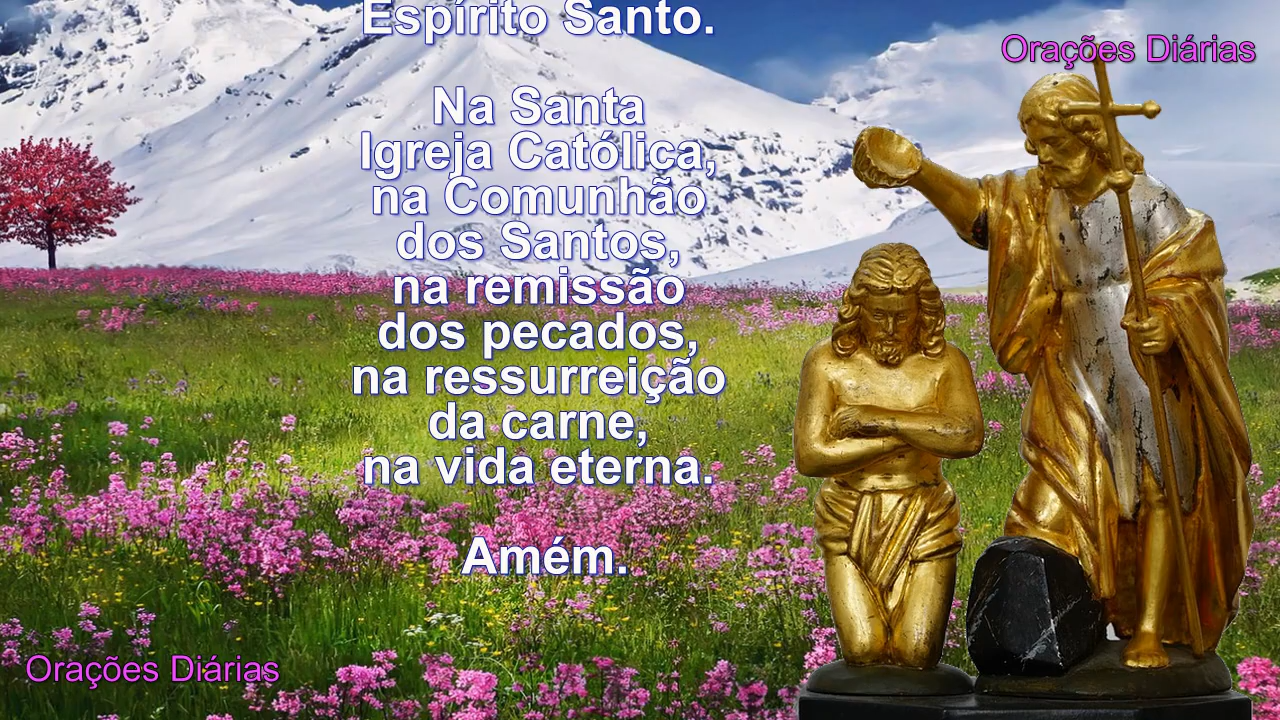 Espírito Santo.
Orações Diárias
Na Santa
Igreja Católica,
na Comunhão
dos Santos,
na remissão
dos pecados,
na ressurreição
da carne,
na vida eterna.
Amém.
Orações Diárias